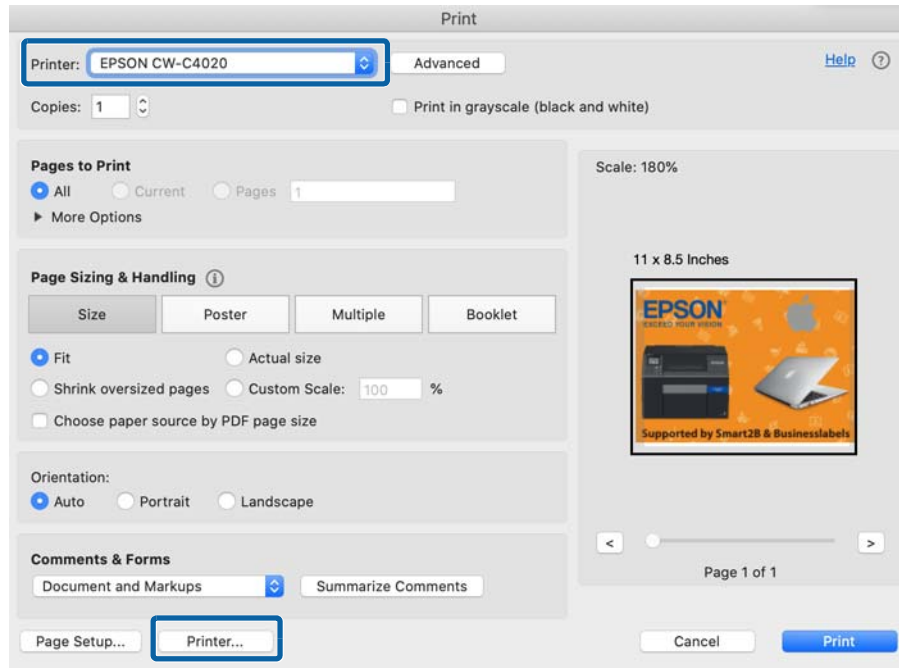 Print
Printer: EPSON CW-C4020 Advanced Help ?
Copies: 1 Print in grayscale (black and white)
Pages to Print
All Current Pages 1
More Options
Page Sizing & Handling i
Size Poster Multiple Booklet
Fit Actual size
Shrink oversized pages Custom Scale: 100 %
Choose paper source by PDF page size
Orientation:
Auto Portrait Landscape
Comments & Forms
Document and Markups Summarize Comments
Scale: 180%
11 x 8.5 Inches
EPSON
EXCEED YOUR VISION
Supported by Smart2B & Businesslabels
< >
Page 1 of 1
Page Setup... Printer... Cancel Print